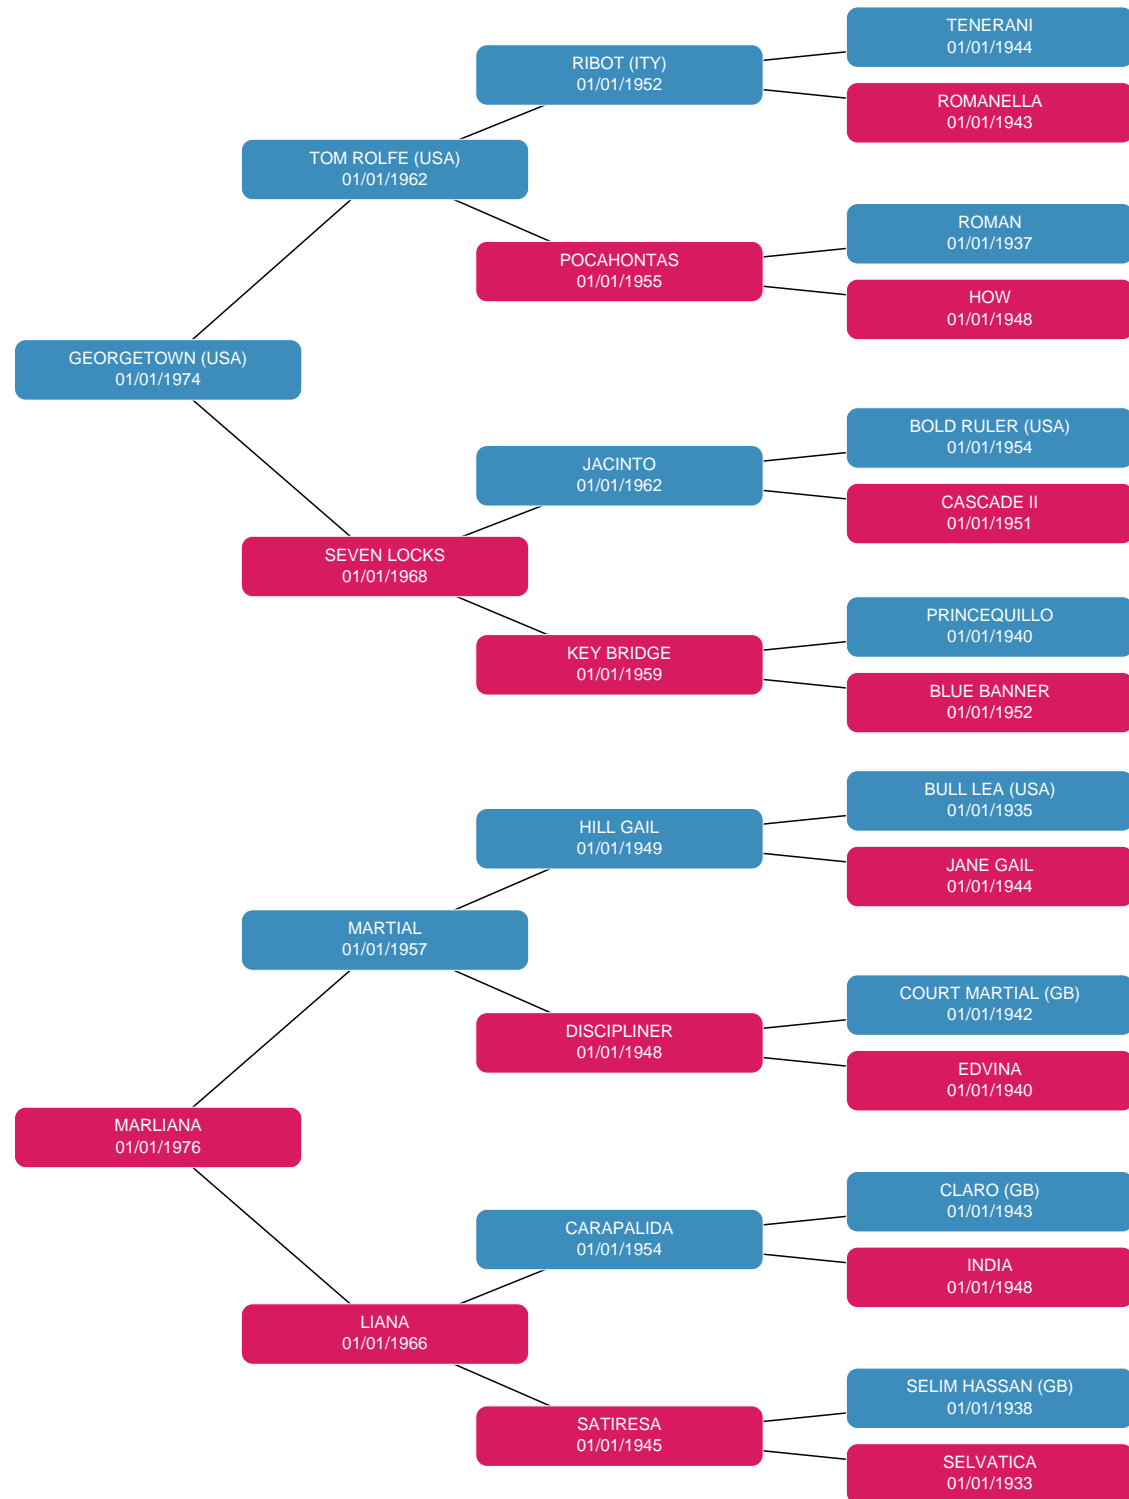 TENERANI
01/01/1944
RIBOT (ITY)
01/01/1952
ROMANELLA
01/01/1943
TOM ROLFE (USA)
01/01/1962
ROMAN
01/01/1937
POCAHONTAS
01/01/1955
HOW
01/01/1948
GEORGETOWN (USA)
01/01/1974
BOLD RULER (USA)
01/01/1954
JACINTO
01/01/1962
CASCADE II
01/01/1951
SEVEN LOCKS
01/01/1968
PRINCEQUILLO
01/01/1940
KEY BRIDGE
01/01/1959
BLUE BANNER
01/01/1952
BULL LEA (USA)
01/01/1935
HILL GAIL
01/01/1949
JANE GAIL
01/01/1944
MARTIAL
01/01/1957
COURT MARTIAL (GB)
01/01/1942
DISCIPLINER
01/01/1948
EDVINA
01/01/1940
MARLIANA
01/01/1976
CLARO (GB)
01/01/1943
CARAPALIDA
01/01/1954
INDIA
01/01/1948
LIANA
01/01/1966
SELIM HASSAN (GB)
01/01/1938
SATIRESA
01/01/1945
SELVATICA
01/01/1933